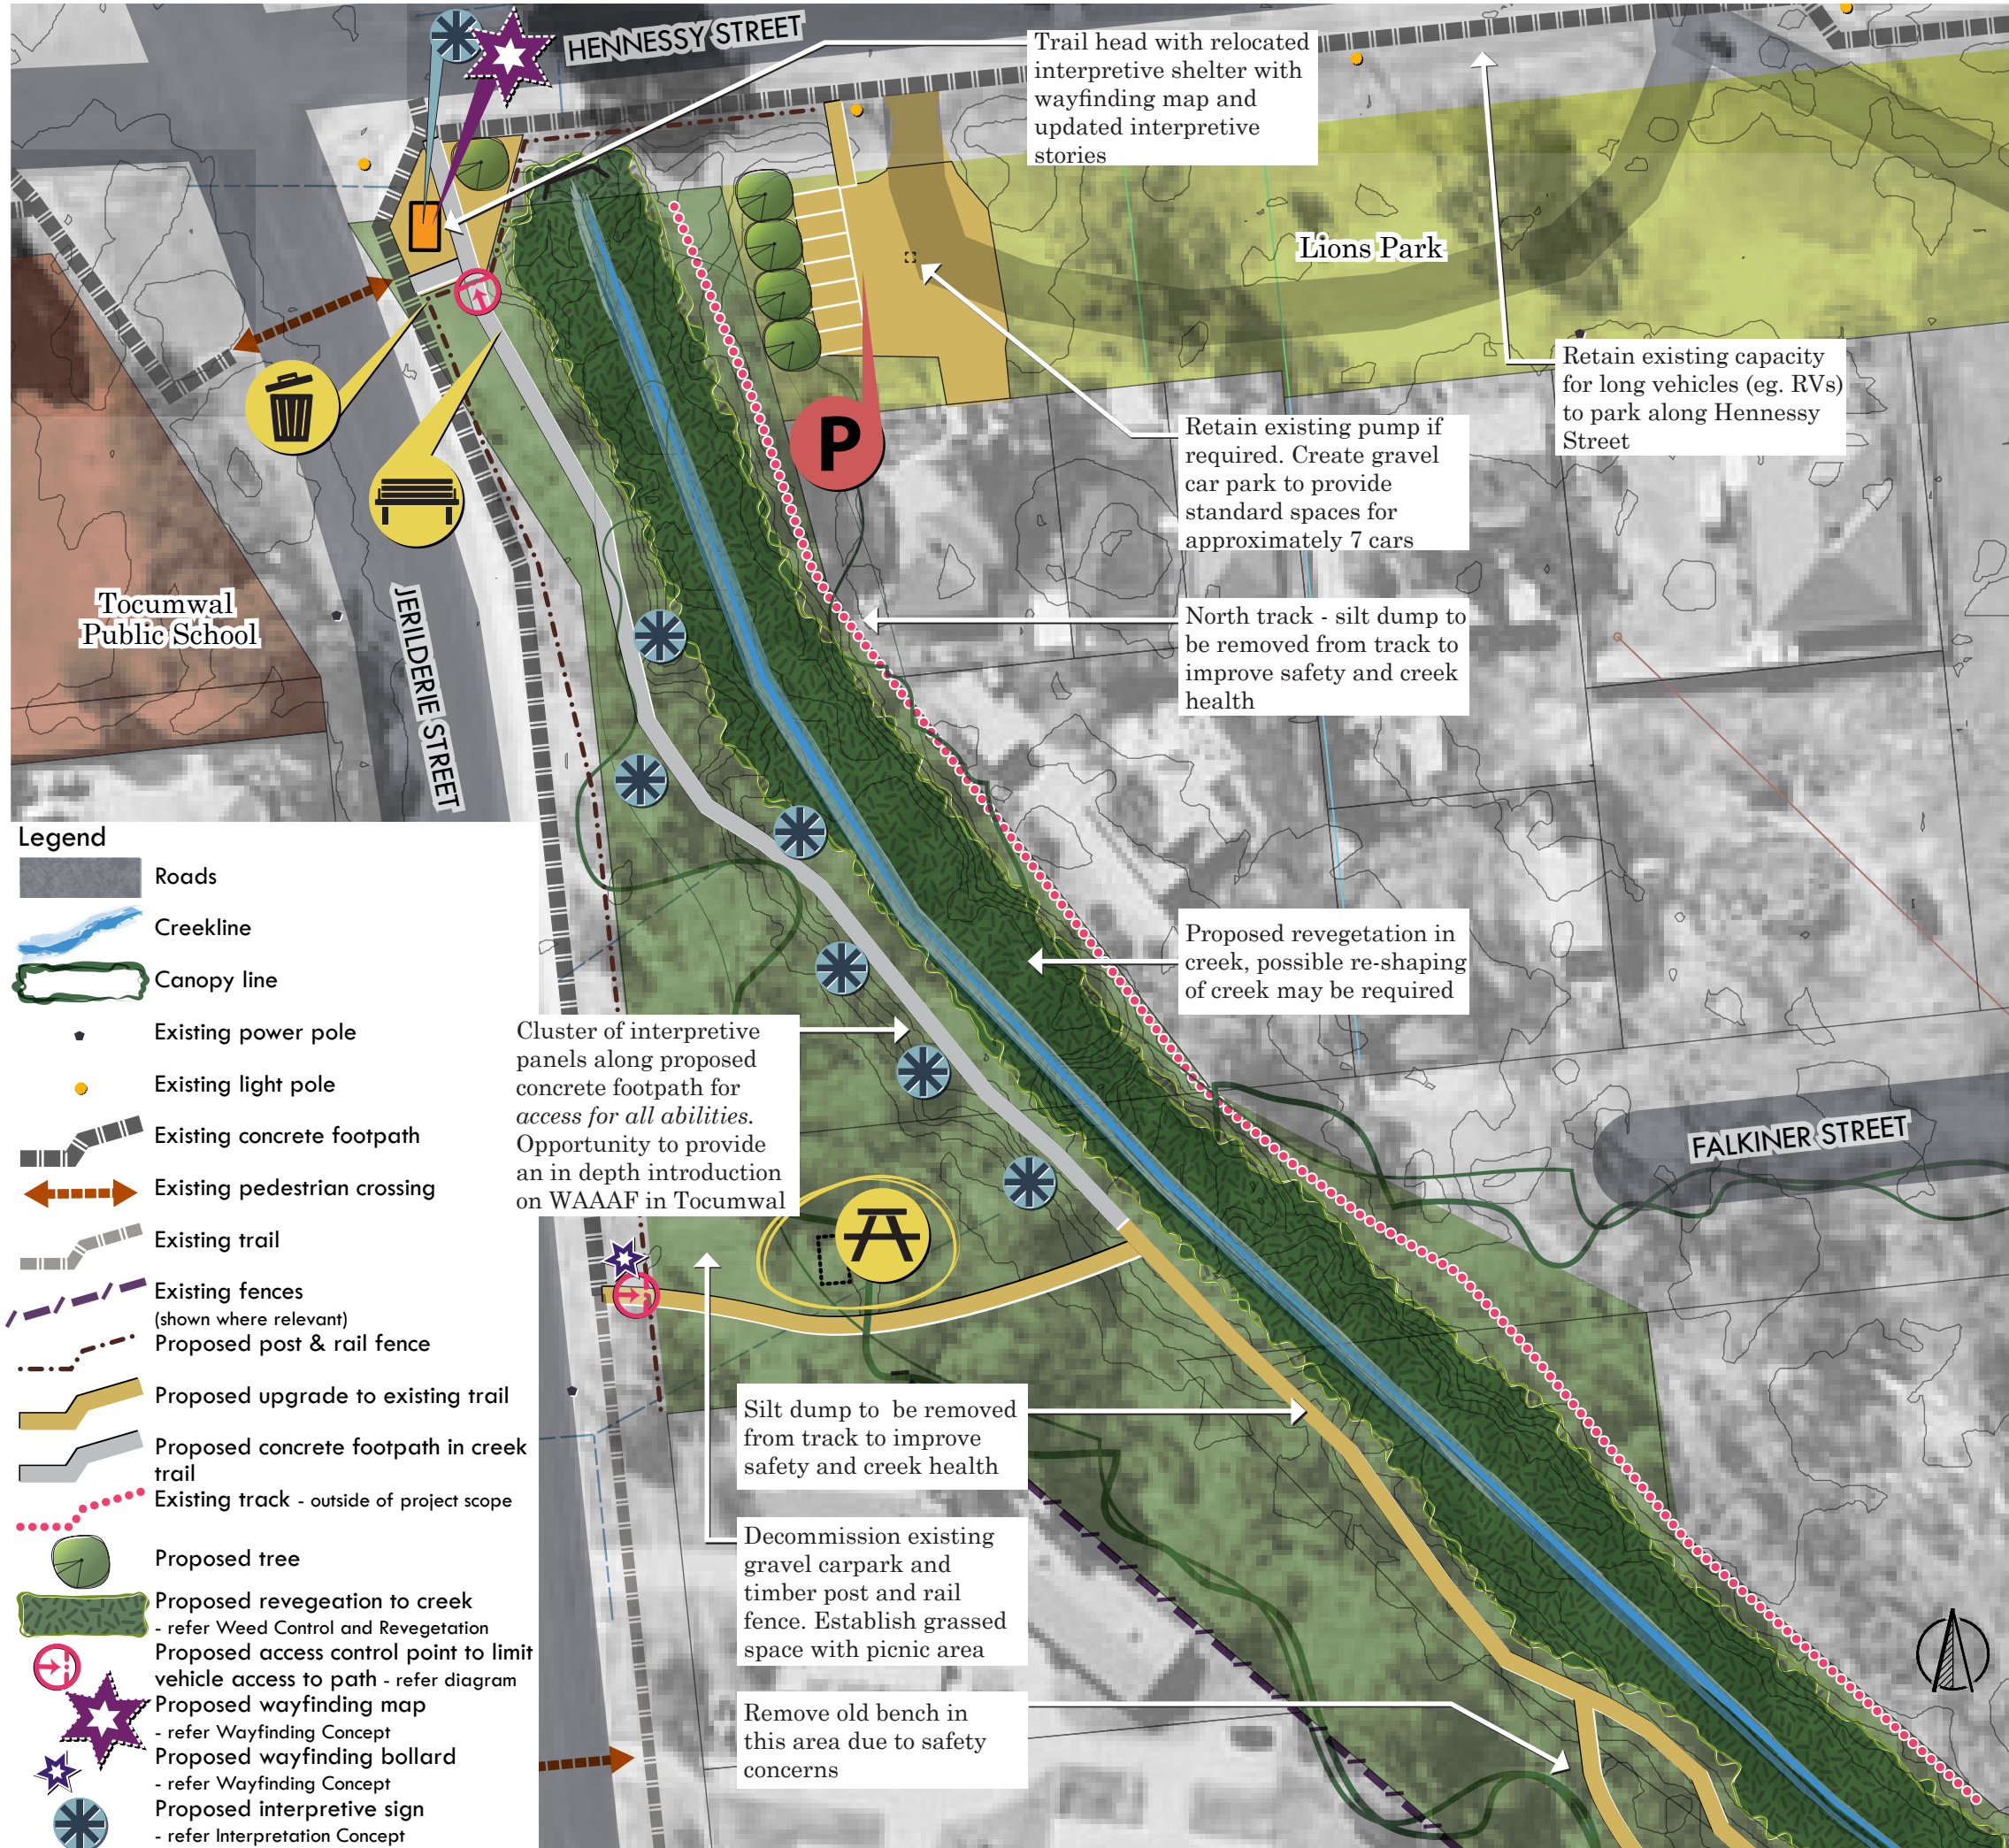 HENNESSY STREET
Trail head with relocated
interpretive shelter with
wayfinding map and
updated interpretive
stories
Lions Park
Retain existing capacity
for long vehicles (eg. RVs)
to park along Hennessy
Street
P
Retain existing pump if
required. Create gravel
car park to provide
standard spaces for
approximately 7 cars
Tocumwal
Public School
JERILDERIE STREET
North track - silt dump to
be removed from track to
improve safety and creek
health
Proposed revegetation in
creek, possible re-shaping
of creek may be required
Cluster of interpretive
panels along proposed
concrete footpath for
access for all abilities.
Opportunity to provide
an in depth introduction
on WAAAF in Tocumwal
FALKINER STREET
Silt dump to  be removed
from track to improve
safety and creek health
Decommission existing
gravel carpark and
timber post and rail
fence. Establish grassed
space with picnic area
Remove old bench in
this area due to safety
concerns
Legend
Roads
Creekline
Canopy line
Existing power pole
Existing light pole
Existing concrete footpath
Existing pedestrian crossing
Existing trail
Existing fences
(shown where relevant)
Proposed post & rail fence
Proposed upgrade to existing trail
Proposed concrete footpath in creek
trail
Existing track - outside of project scope
Proposed tree
Proposed revegeation to creek
- refer Weed Control and Revegetation
Proposed access control point to limit
vehicle access to path - refer diagram
Proposed wayfinding map
- refer Wayfinding Concept
Proposed wayfinding bollard
- refer Wayfinding Concept
Proposed interpretive sign
- refer Interpretation Concept